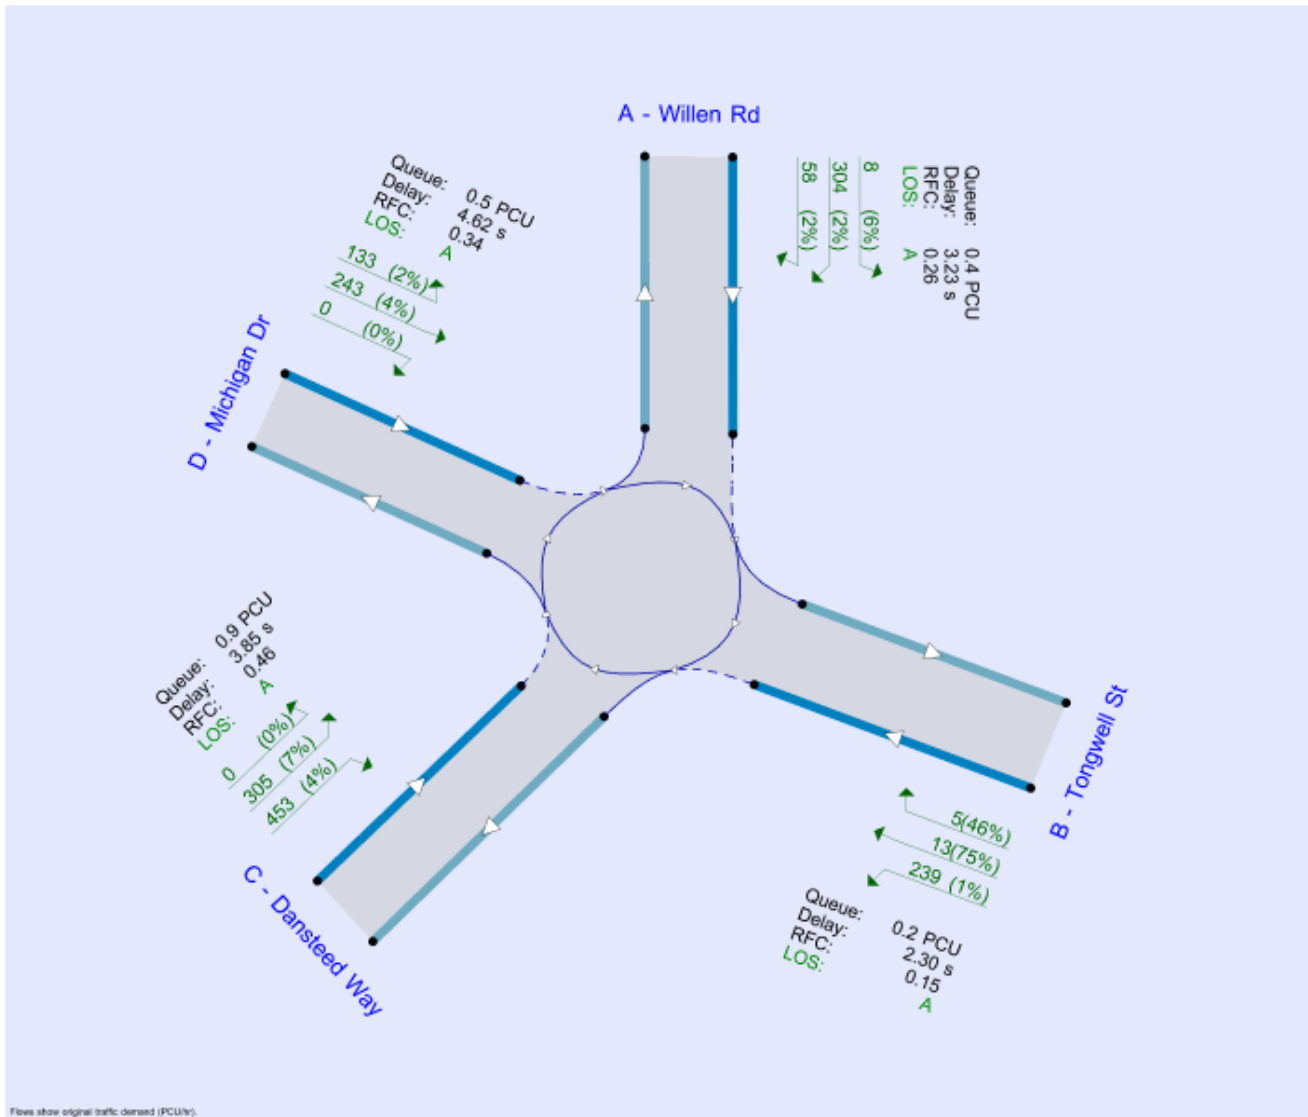 A - Willen Rd
Queue: 0.4 PCU
Delay: 3.23 s
RFC: 0.26
LOS: A
8 (6%)
304 (2%)
58 (2%)
Queue: 0.5 PCU
Delay: 4.62 s
RFC: 0.34
LOS: A
133 (2%)
243 (4%)
0 (0%)
D - Michigan Dr
Queue: 0.9 PCU
Delay: 3.85 s
RFC: 0.46
LOS: A
0 (0%)
305 (7%)
453 (4%)
C - Dansteed Way
B - Tongwell St
5(46%)
13(75%)
239 (1%)
Queue: 0.2 PCU
Delay: 2.30 s
RFC: 0.15
LOS: A
Flows show original traffic demand (PCU/hr).